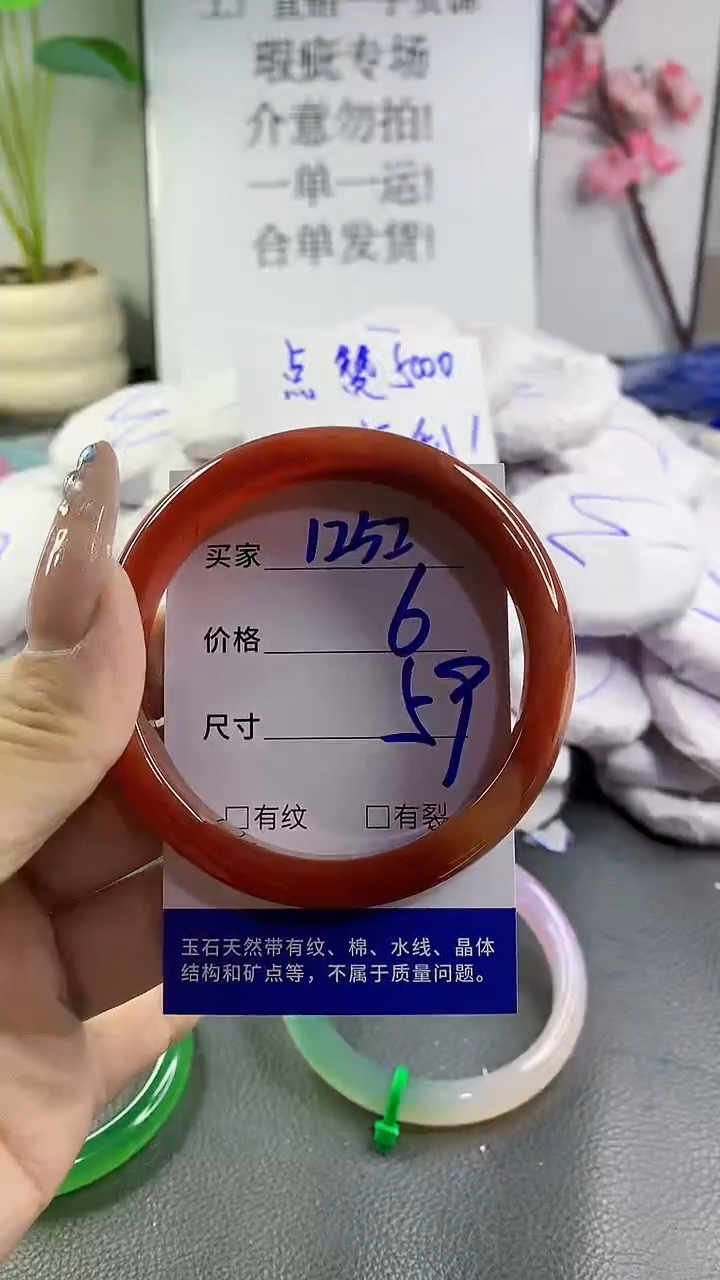 瑕疵专场
介意勿拍!
一单一运!
合单发货!
点赞5000
买家 1252
价格 6
尺寸 59
□有纹 □有裂
玉石天然带有纹、棉、水线、晶体
结构和矿点等，不属于质量问题。